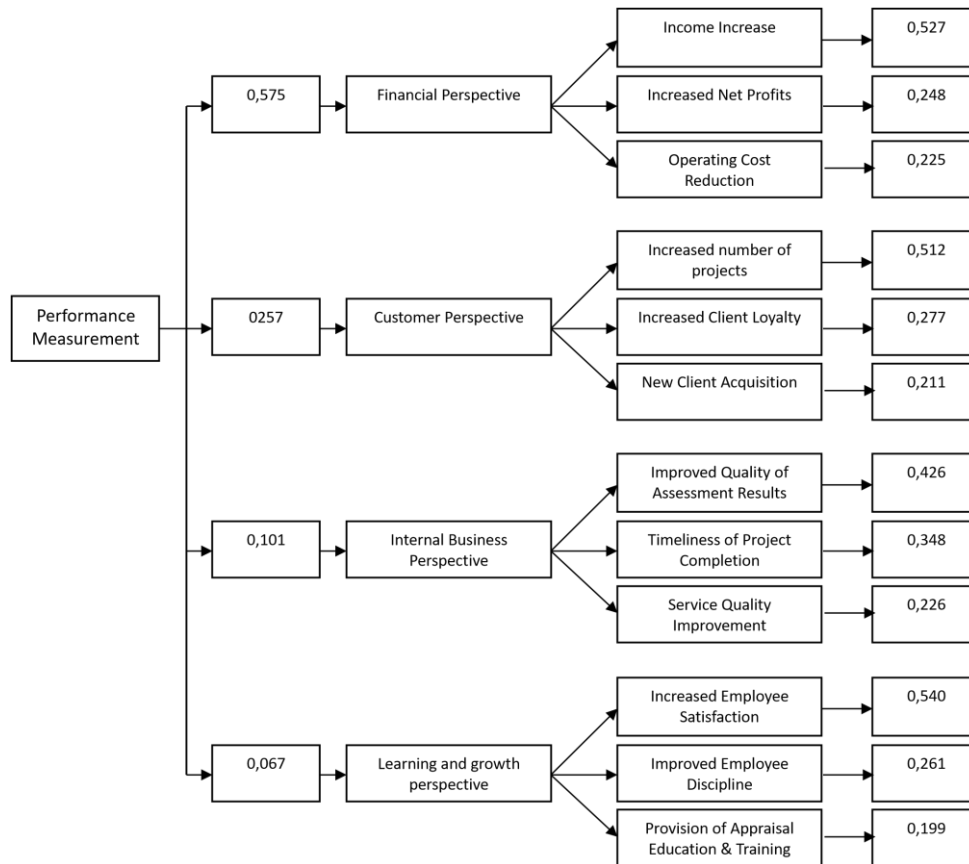 Performance
Measurement
0,575
Financial Perspective
Income Increase
0,527
Increased Net Profits
0,248
Operating Cost
Reduction
0,225
0257
Customer Perspective
Increased number of
projects
0,512
Increased Client Loyalty
0,277
New Client Acquisition
0,211
0,101
Internal Business
Perspective
Improved Quality of
Assessment Results
0,426
Timeliness of Project
Completion
0,348
Service Quality
Improvement
0,226
0,067
Learning and growth
perspective
Increased Employee
Satisfaction
0,540
Improved Employee
Discipline
0,261
Provision of Appraisal
Education & Training
0,199